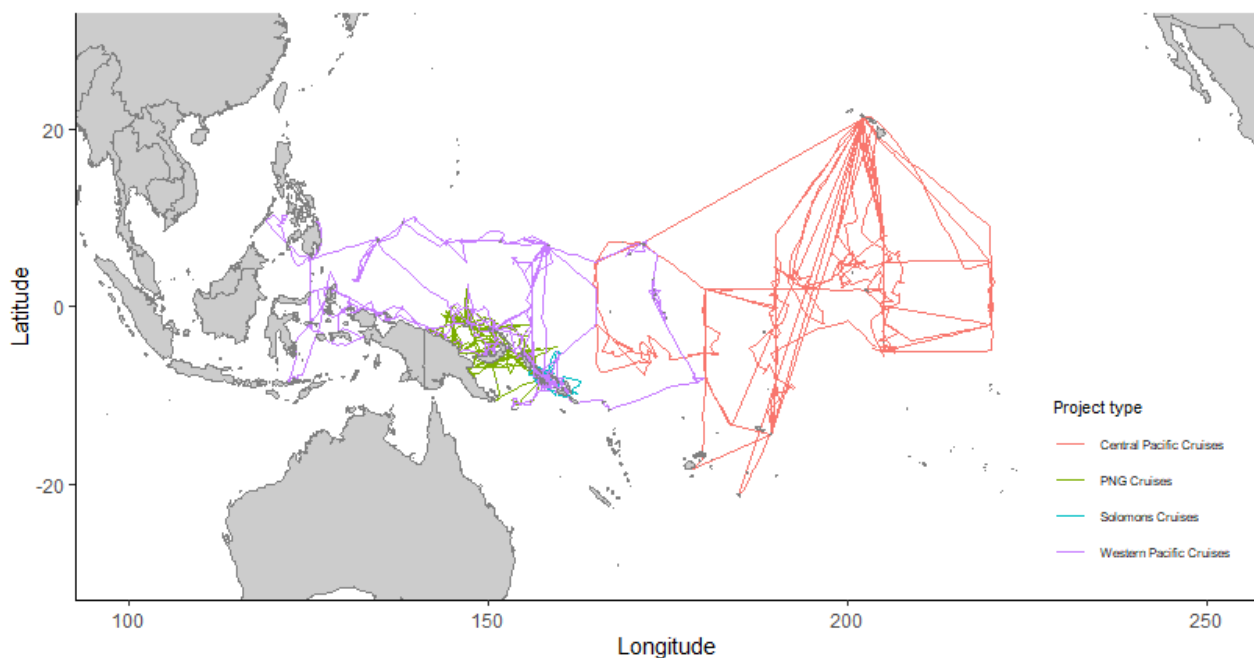 20
0
-20
Latitude
100
150
200
250
Longitude
Project type
Central Pacific Cruises
PNG Cruises
Solomons Cruises
Western Pacific Cruises